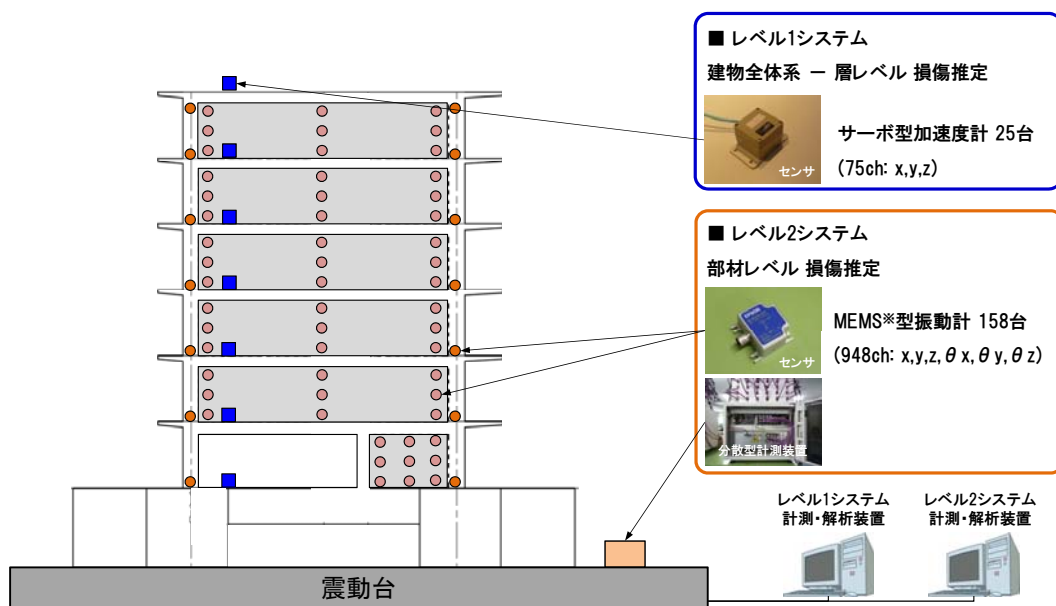 ■ レベル1システム
建物全体系 － 層レベル 損傷推定
サーボ型加速度計 25台
(75ch: x,y,z)
センサ
■ レベル2システム
部材レベル 損傷推定
MEMS※型振動計 158台
(948ch: x,y,z,θx,θy,θz)
センサ
分散型計測装置
レベル1システム
計測・解析装置
レベル2システム
計測・解析装置
震動台